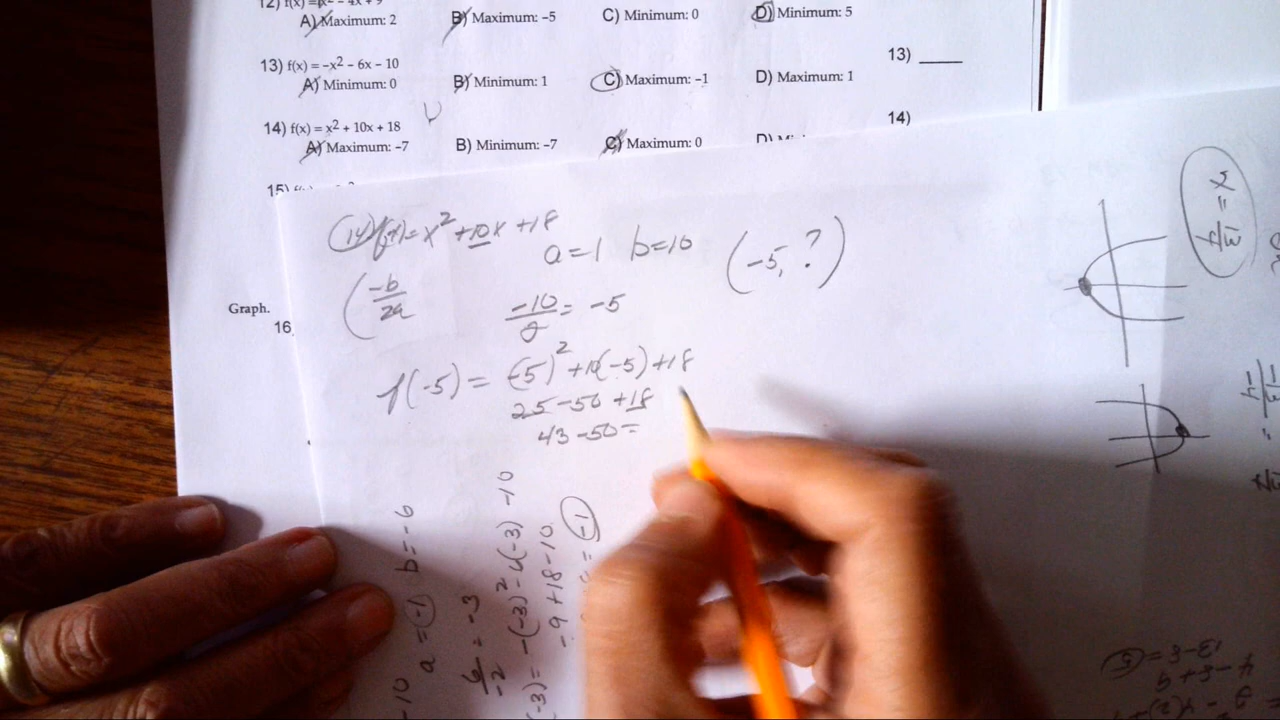 A) Maximum: 2 B) Maximum: −5 C) Minimum: 0 D) Minimum: 5
13) f(x) = −x² − 6x − 10
A) Minimum: 0 B) Minimum: 1 C) Maximum: −1 D) Maximum: 1
13)
14) f(x) = x² + 10x + 18
A) Maximum: −7 B) Minimum: −7 C) Maximum: 0
14)
15)
Graph.
16
14) f(x) = x² + 10x + 18
a = 1 b = 10 (−5, ?)
(−b/2a
−10/2 = −5
f(−5) = (−5)² + 10(−5) + 18
25 − 50 + 18
43 − 50 =
− 10 a = −1 b = −6
6/−2 = −3
(−3) = −(−3)² − 6(−3) − 10
−9 + 18 − 10
= −1